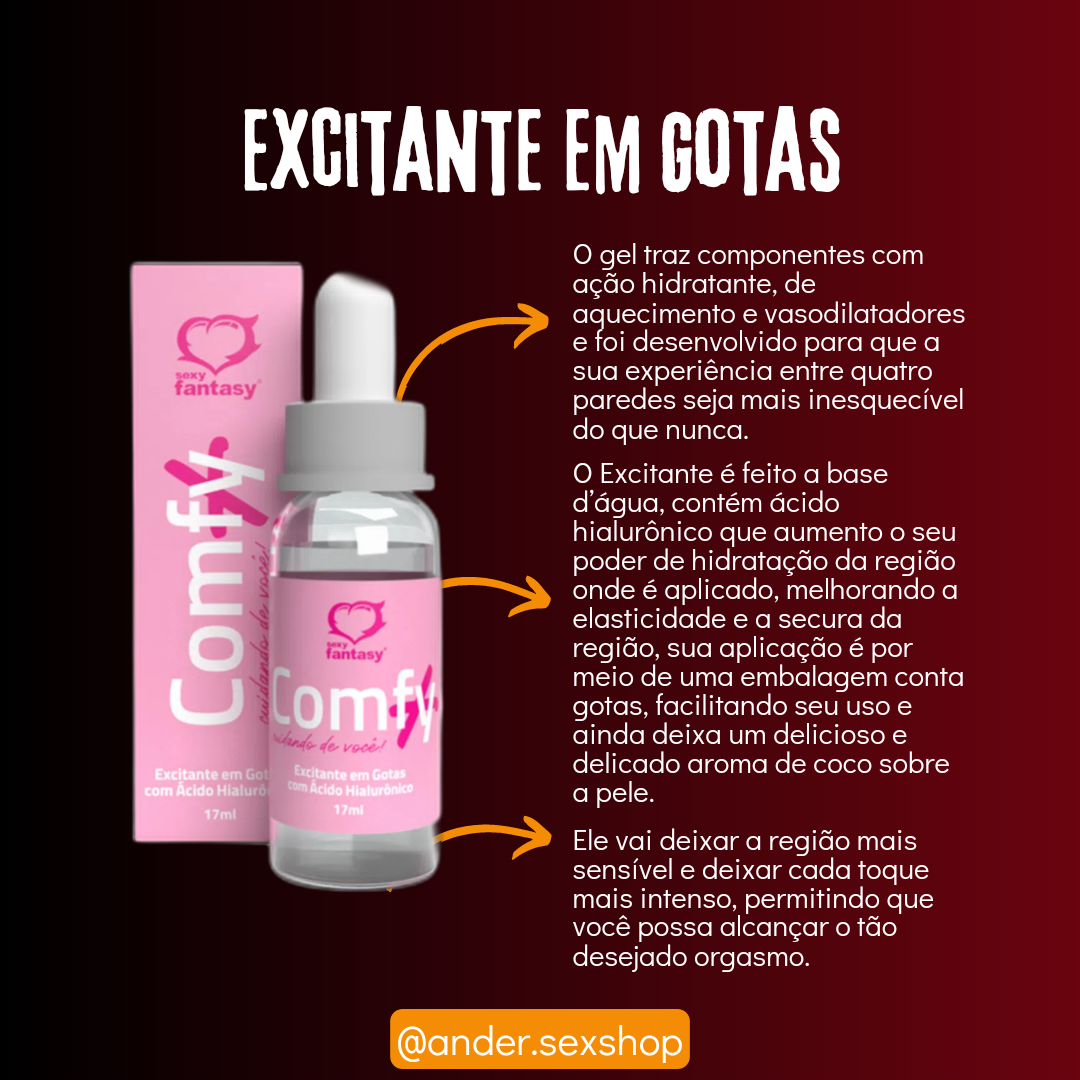 EXCITANTE EM GOTAS
O gel traz componentes com
ação hidratante, de
aquecimento e vasodilatadores
e foi desenvolvido para que a
sua experiência entre quatro
paredes seja mais inesquecível
do que nunca.
O Excitante é feito a base
d’água, contém ácido
hialurônico que aumento o seu
poder de hidratação da região
onde é aplicado, melhorando a
elasticidade e a secura da
região, sua aplicação é por
meio de uma embalagem conta
gotas, facilitando seu uso e
ainda deixa um delicioso e
delicado aroma de coco sobre
a pele.
Ele vai deixar a região mais
sensível e deixar cada toque
mais intenso, permitindo que
você possa alcançar o tão
desejado orgasmo.
sexy
fantasy
Comfy
cuidando de você!
Excitante em Got
com Ácido Hialurô
17ml
sexy
fantasy
Comfy
cuidando de você!
Excitante em Gotas
com Ácido Hialurônico
17ml
@ander.sexshop